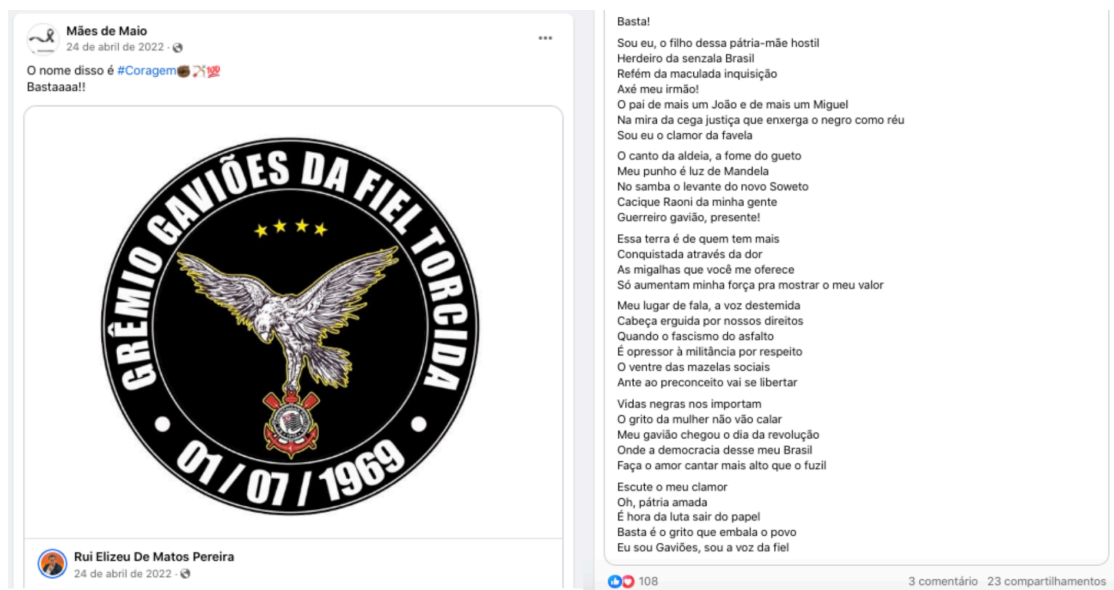 Mães de Maio
24 de abril de 2022 ·
O nome disso é #Coragem✊🏿🏹💯
Bastaaaa!!
GRÊMIO GAVIÕES DA FIEL TORCIDA
01 / 07 / 1969
Rui Elizeu De Matos Pereira
24 de abril de 2022 ·
Basta!
Sou eu, o filho dessa pátria-mãe hostil
Herdeiro da senzala Brasil
Refém da maculada inquisição
Axé meu irmão!
O pai de mais um João e de mais um Miguel
Na mira da cega justiça que enxerga o negro como réu
Sou eu o clamor da favela
O canto da aldeia, a fome do gueto
Meu punho é luz de Mandela
No samba o levante do novo Soweto
Cacique Raoni da minha gente
Guerreiro gavião, presente!
Essa terra é de quem tem mais
Conquistada através da dor
As migalhas que você me oferece
Só aumentam minha força pra mostrar o meu valor
Meu lugar de fala, a voz destemida
Cabeça erguida por nossos direitos
Quando o fascismo do asfalto
É opressor à militância por respeito
O ventre das mazelas sociais
Ante ao preconceito vai se libertar
Vidas negras nos importam
O grito da mulher não vão calar
Meu gavião chegou o dia da revolução
Onde a democracia desse meu Brasil
Faça o amor cantar mais alto que o fuzil
Escute o meu clamor
Oh, pátria amada
É hora da luta sair do papel
Basta é o grito que embala o povo
Eu sou Gaviões, sou a voz da fiel
108
3 comentário 23 compartilhamentos